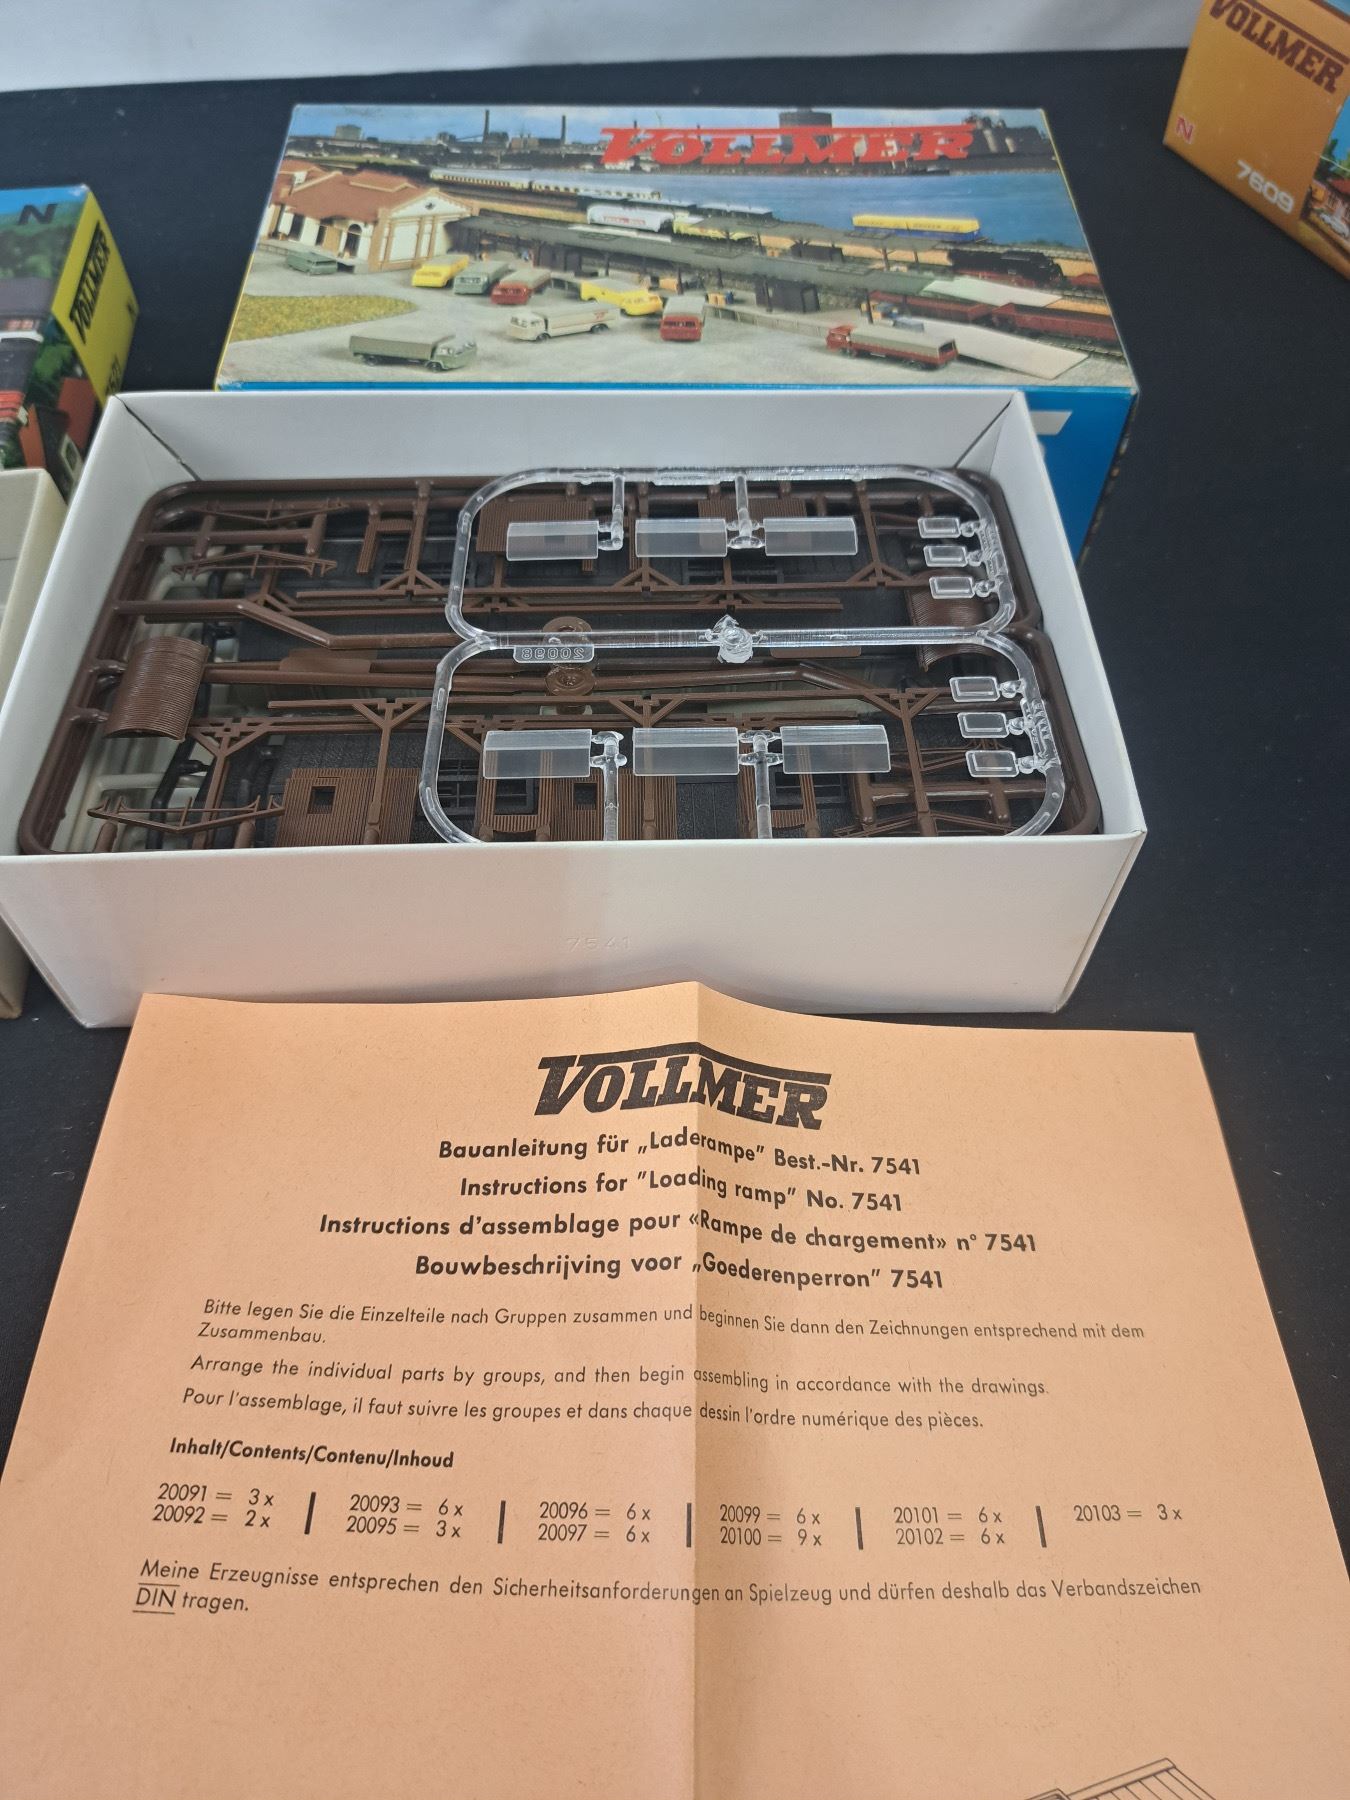 VOLLMER
N
7609
N
VOLLMER
VOLLMER
20098
7541
VOLLMER
Bauanleitung für „Laderampe" Best.-Nr. 7541
Instructions for "Loading ramp" No. 7541
Instructions d'assemblage pour «Rampe de chargement» n° 7541
Bouwbeschrijving voor „Goederenperron" 7541
Bitte legen Sie die Einzelteile nach Gruppen zusammen und beginnen Sie dann den Zeichnungen entsprechend mit dem
Zusammenbau.
Arrange the individual parts by groups, and then begin assembling in accordance with the drawings.
Pour l'assemblage, il faut suivre les groupes et dans chaque dessin l'ordre numérique des pièces.
Inhalt/Contents/Contenu/Inhoud
20091 = 3 x | 20093 = 6 x | 20096 = 6 x | 20099 = 6 x | 20101 = 6 x | 20103 = 3 x
20092 = 2 x | 20095 = 3 x | 20097 = 6 x | 20100 = 9 x | 20102 = 6 x
Meine Erzeugnisse entsprechen den Sicherheitsanforderungen an Spielzeug und dürfen deshalb das Verbandszeichen
DIN tragen.